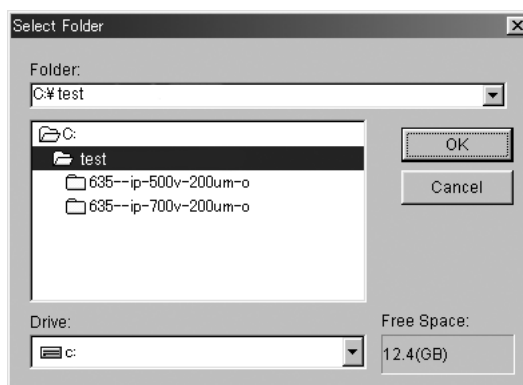 Select Folder
Folder:
C:¥test
C:
test
635--ip-500v-200um-o
635--ip-700v-200um-o
OK
Cancel
Drive:
c:
Free Space:
12.4(GB)